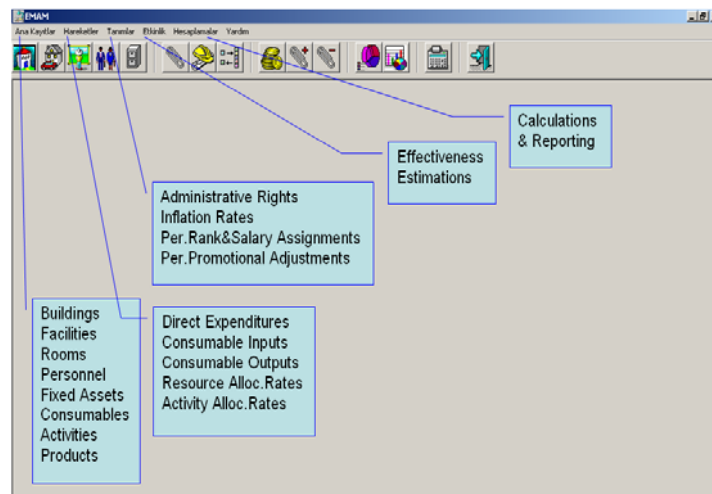 EMAM
Ana Kayıtlar Hareketler Tanımlar Etkinlik Hesaplamalar Yardım
Calculations
& Reporting
Effectiveness
Estimations
Administrative Rights
Inflation Rates
Per.Rank&Salary Assignments
Per.Promotional Adjustments
Buildings
Facilities
Rooms
Personnel
Fixed Assets
Consumables
Activities
Products
Direct Expenditures
Consumable Inputs
Consumable Outputs
Resource Alloc.Rates
Activity Alloc.Rates